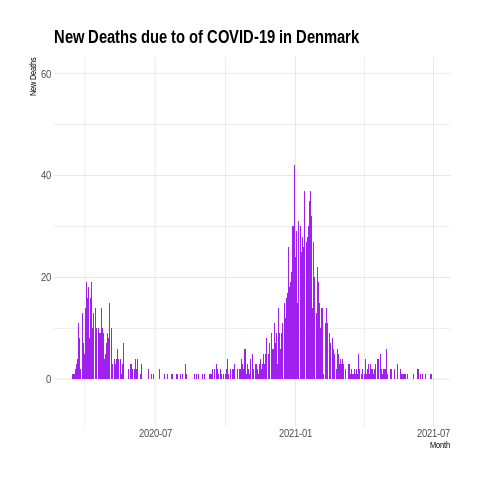 New Deaths due to of COVID-19 in Denmark
New Deaths
60
40
20
0
2020-07
2021-01
2021-07
Month